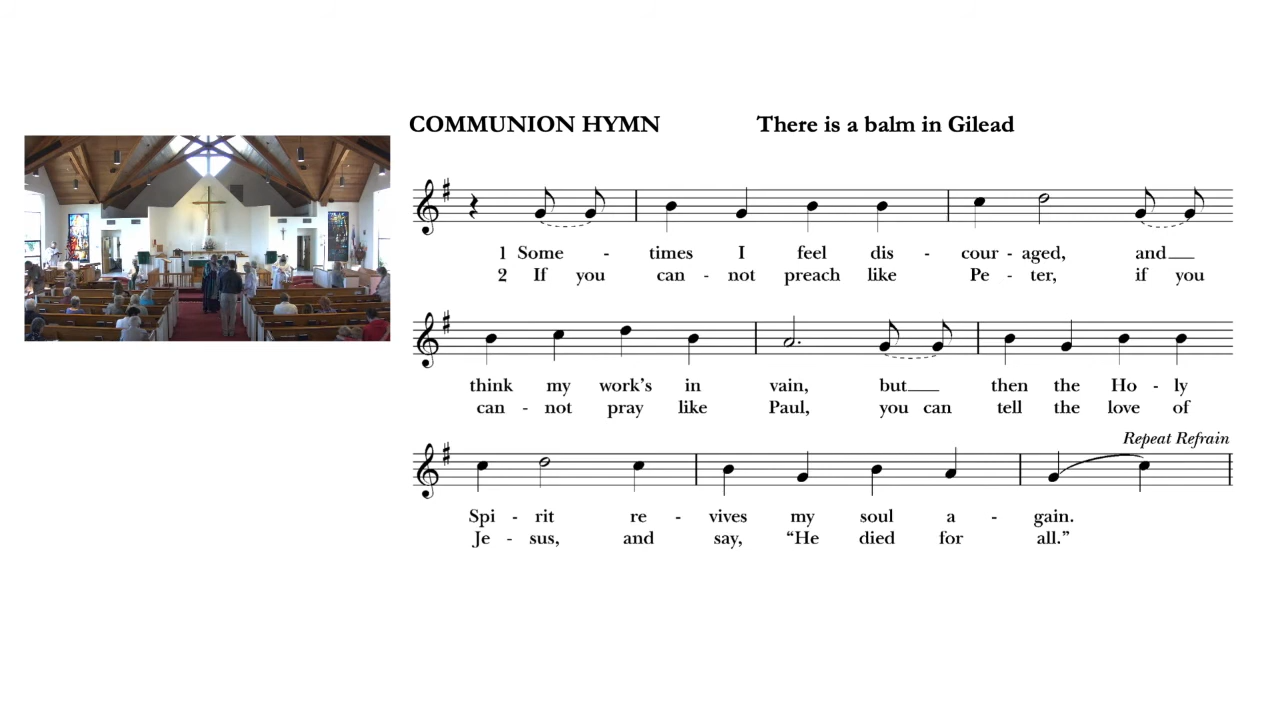 COMMUNION HYMN There is a balm in Gilead
1 Some - times I feel dis - cour - aged, and
2 If you can - not preach like Pe - ter, if you
think my work's in vain, but then the Ho - ly
can - not pray like Paul, you can tell the love of
Repeat Refrain
Spi - rit re - vives my soul a - gain.
Je - sus, and say, “He died for all.”